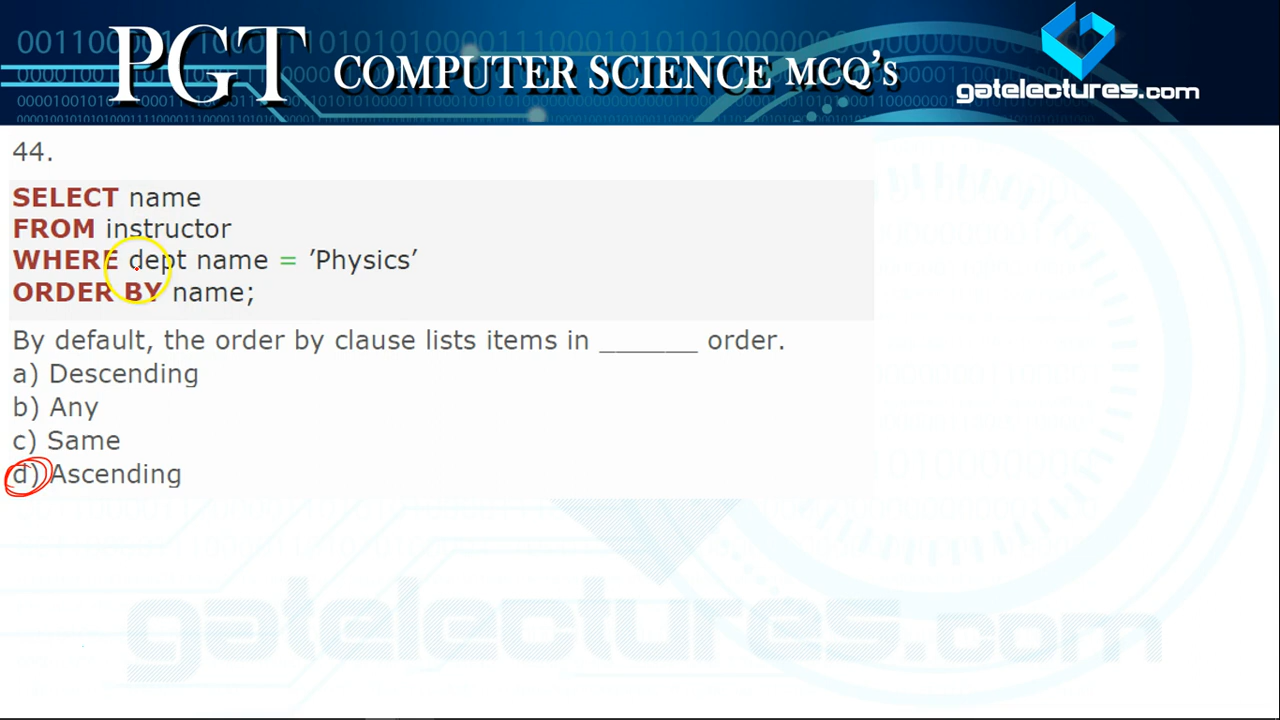 PGT COMPUTER SCIENCE MCQ's
gatelectures.com
44.
SELECT name
FROM instructor
WHERE dept name = ’Physics’
ORDER BY name;
By default, the order by clause lists items in _______ order.
a) Descending
b) Any
c) Same
d) Ascending
gatelectures.com